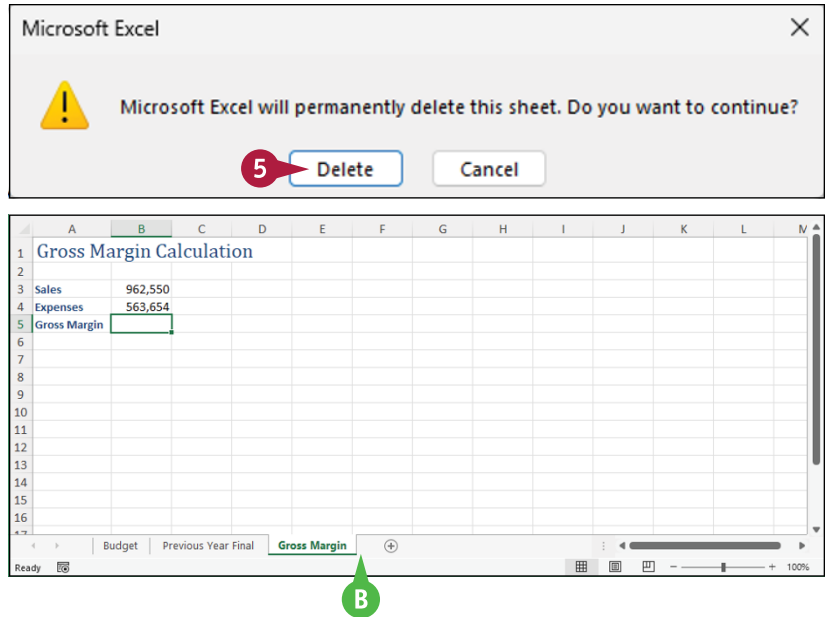 Microsoft Excel
Microsoft Excel will permanently delete this sheet. Do you want to continue?
5 Delete Cancel
A B C D E F G H I J K L M
1 Gross Margin Calculation
2
3 Sales 962,550
4 Expenses 563,654
5 Gross Margin
6
7
8
9
10
11
12
13
14
15
16
17
Budget Previous Year Final Gross Margin
Ready 100%
B